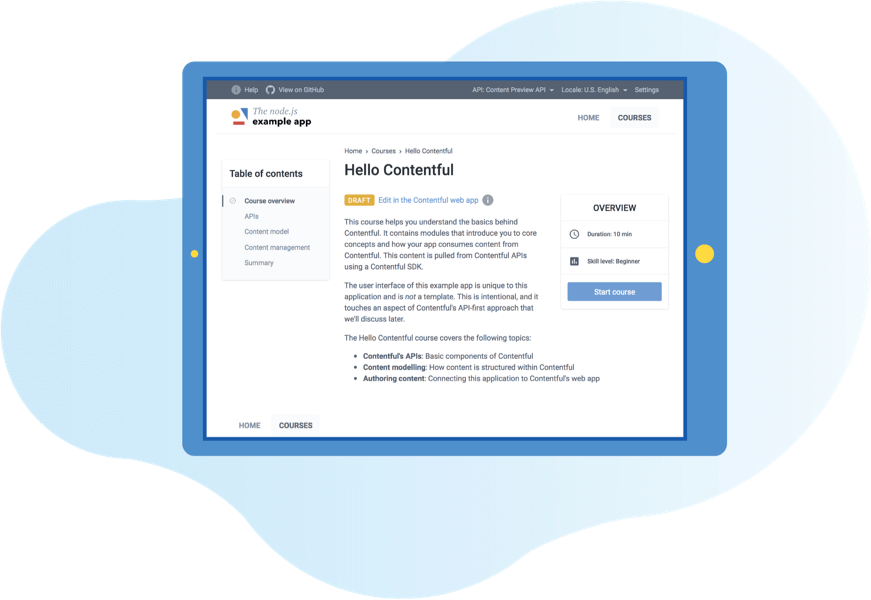 Help View on GitHub API: Content Preview API Locale: U.S. English Settings
The node.js
example app
HOME COURSES
Home › Courses › Hello Contentful
Table of contents
Course overview
APIs
Content model
Content management
Summary
Hello Contentful
DRAFT Edit in the Contentful web app
This course helps you understand the basics behind
Contentful. It contains modules that introduce you to core
concepts and how your app consumes content from
Contentful. This content is pulled from Contentful APIs
using a Contentful SDK.
The user interface of this example app is unique to this
application and is not a template. This is intentional, and it
touches an aspect of Contentful's API-first approach that
we'll discuss later.
The Hello Contentful course covers the following topics:
• Contentful's APIs: Basic components of Contentful
• Content modelling: How content is structured within Contentful
• Authoring content: Connecting this application to Contentful's web app
OVERVIEW
Duration: 10 min
Skill level: Beginner
Start course
HOME COURSES